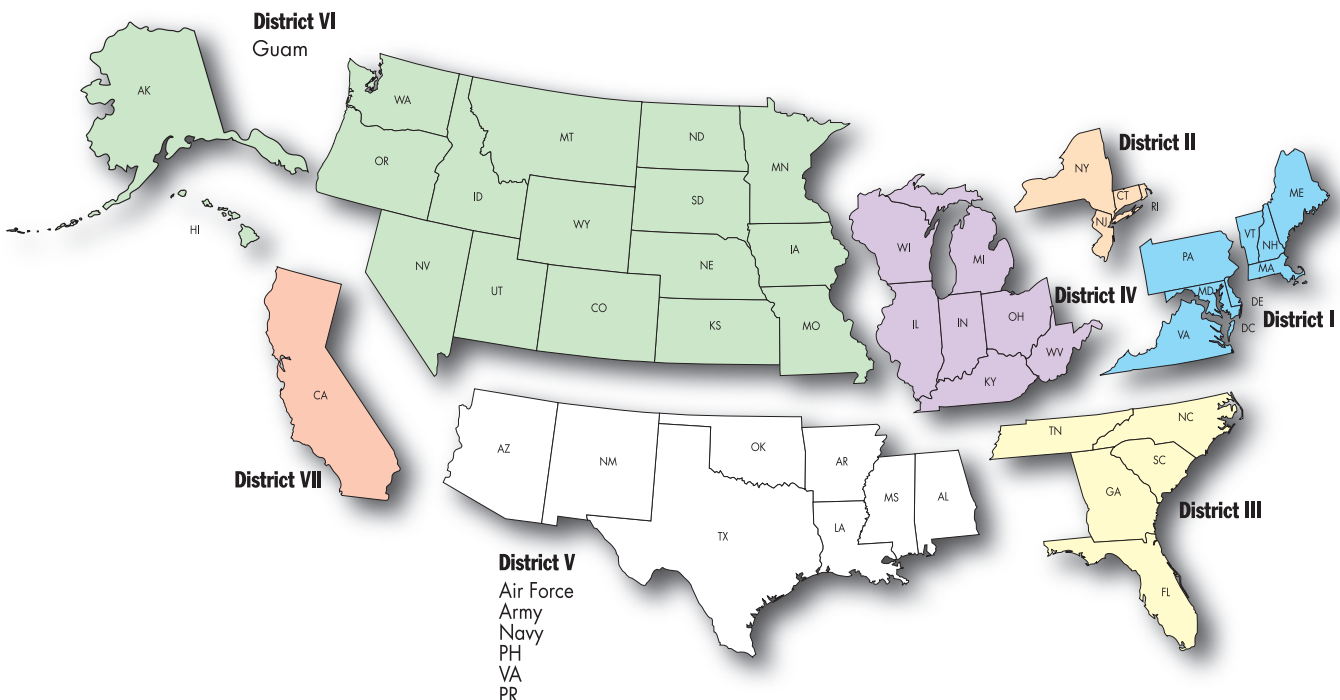 District VI
Guam
AK
WA
MT
ND
MN
OR
ID
SD
WY
HI
NV
UT
CO
NE
IA
KS
MO
District II
NY
CT
RI
NJ
ME
VT
NH
MA
PA
MD
DE
DC
VA
District I
WI
MI
District IV
IL
IN
OH
WV
KY
CA
District VII
AZ
NM
OK
AR
TX
LA
MS
AL
TN
NC
SC
GA
FL
District III
District V
Air Force
Army
Navy
PH
VA
PR